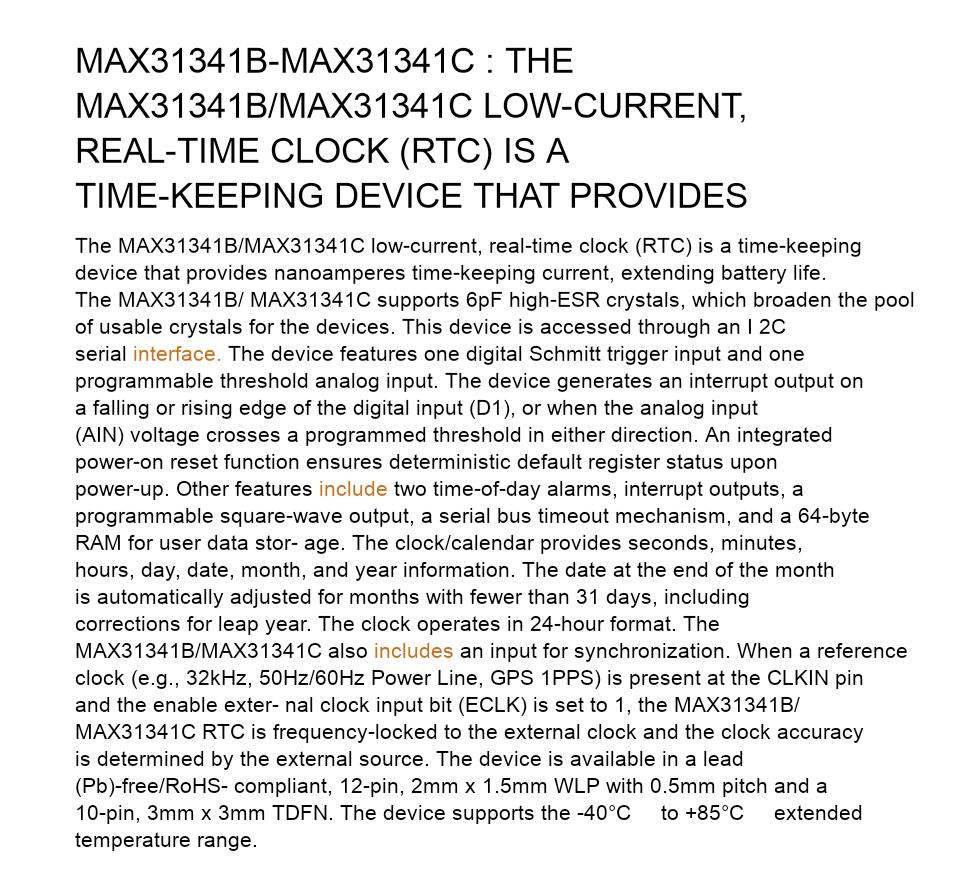 MAX31341B-MAX31341C : THE
MAX31341B/MAX31341C LOW-CURRENT,
REAL-TIME CLOCK (RTC) IS A
TIME-KEEPING DEVICE THAT PROVIDES
The MAX31341B/MAX31341C low-current, real-time clock (RTC) is a time-keeping
device that provides nanoamperes time-keeping current, extending battery life.
The MAX31341B/ MAX31341C supports 6pF high-ESR crystals, which broaden the pool
of usable crystals for the devices. This device is accessed through an I 2C
serial interface. The device features one digital Schmitt trigger input and one
programmable threshold analog input. The device generates an interrupt output on
a falling or rising edge of the digital input (D1), or when the analog input
(AIN) voltage crosses a programmed threshold in either direction. An integrated
power-on reset function ensures deterministic default register status upon
power-up. Other features include two time-of-day alarms, interrupt outputs, a
programmable square-wave output, a serial bus timeout mechanism, and a 64-byte
RAM for user data stor- age. The clock/calendar provides seconds, minutes,
hours, day, date, month, and year information. The date at the end of the month
is automatically adjusted for months with fewer than 31 days, including
corrections for leap year. The clock operates in 24-hour format. The
MAX31341B/MAX31341C also includes an input for synchronization. When a reference
clock (e.g., 32kHz, 50Hz/60Hz Power Line, GPS 1PPS) is present at the CLKIN pin
and the enable exter- nal clock input bit (ECLK) is set to 1, the MAX31341B/
MAX31341C RTC is frequency-locked to the external clock and the clock accuracy
is determined by the external source. The device is available in a lead
(Pb)-free/RoHS- compliant, 12-pin, 2mm x 1.5mm WLP with 0.5mm pitch and a
10-pin, 3mm x 3mm TDFN. The device supports the -40°C to +85°C extended
temperature range.